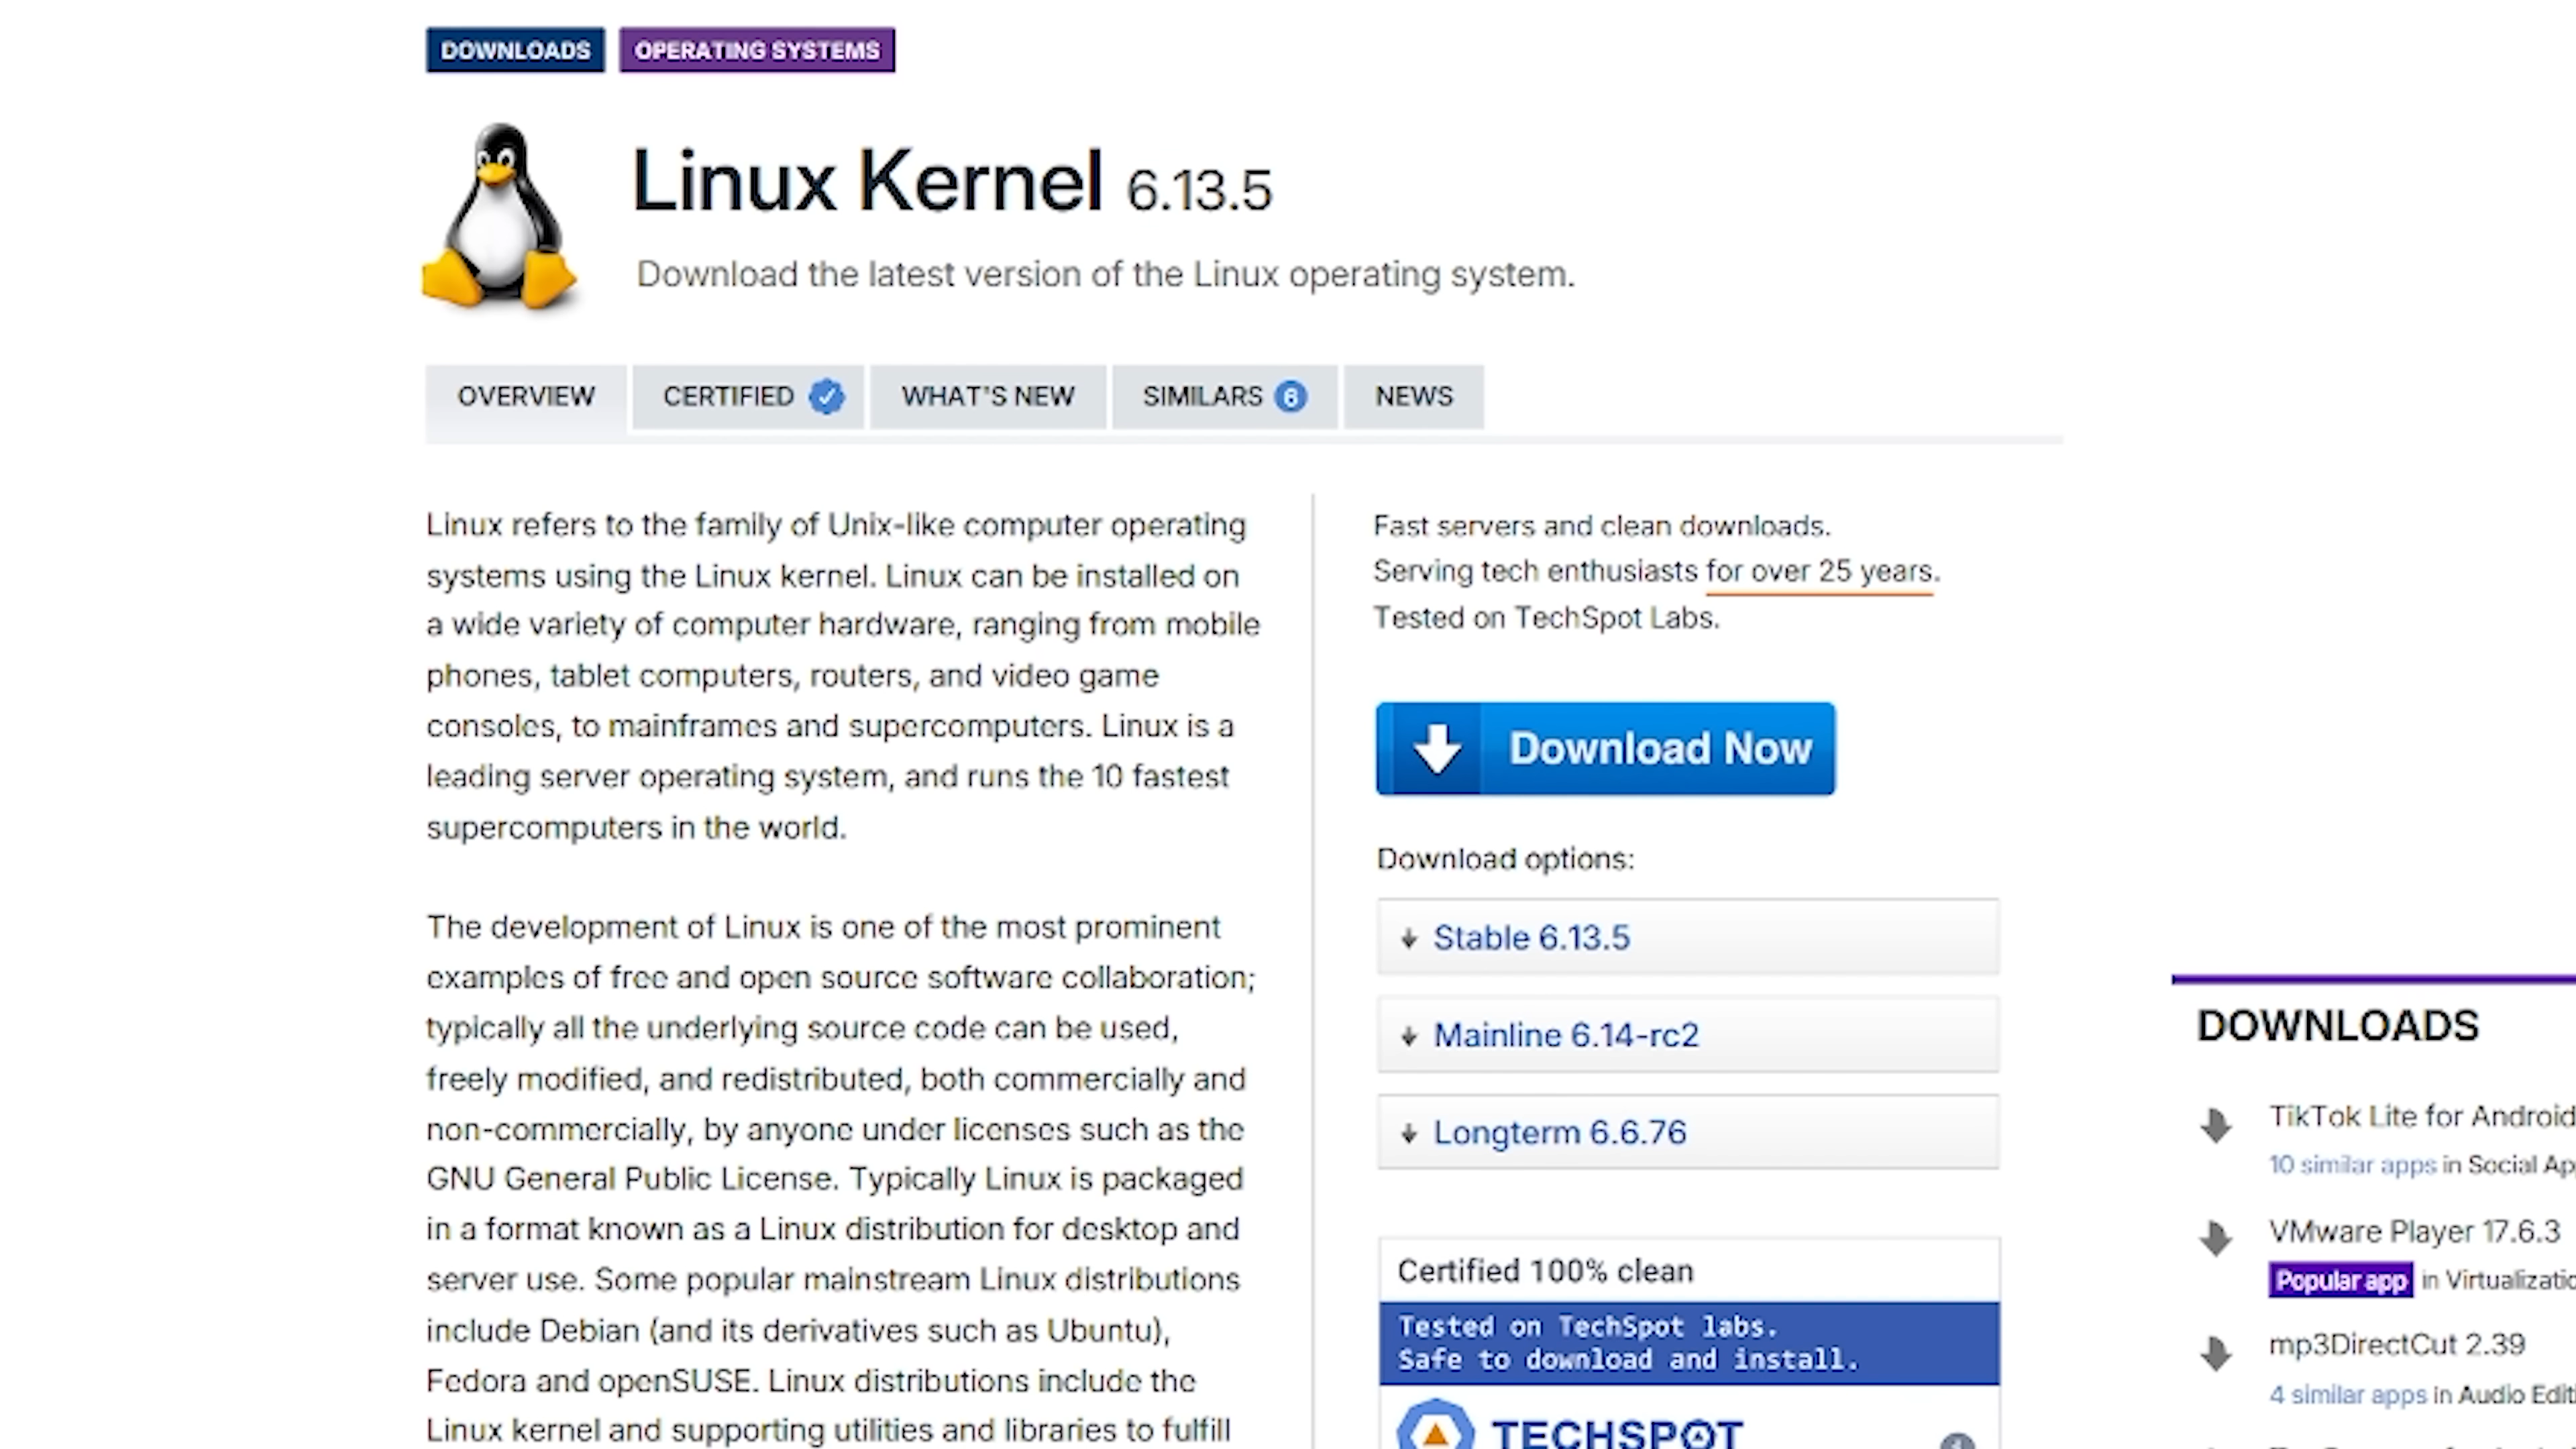 DOWNLOADS OPERATING SYSTEMS
Linux Kernel 6.13.5
Download the latest version of the Linux operating system.
OVERVIEW CERTIFIED WHAT'S NEW SIMILARS 6 NEWS
Linux refers to the family of Unix-like computer operating
systems using the Linux kernel. Linux can be installed on
a wide variety of computer hardware, ranging from mobile
phones, tablet computers, routers, and video game
consoles, to mainframes and supercomputers. Linux is a
leading server operating system, and runs the 10 fastest
supercomputers in the world.
The development of Linux is one of the most prominent
examples of free and open source software collaboration;
typically all the underlying source code can be used,
freely modified, and redistributed, both commercially and
non-commercially, by anyone under licenses such as the
GNU General Public License. Typically Linux is packaged
in a format known as a Linux distribution for desktop and
server use. Some popular mainstream Linux distributions
include Debian (and its derivatives such as Ubuntu),
Fedora and openSUSE. Linux distributions include the
Linux kernel and supporting utilities and libraries to fulfill
Fast servers and clean downloads.
Serving tech enthusiasts for over 25 years.
Tested on TechSpot Labs.
Download Now
Download options:
Stable 6.13.5
Mainline 6.14-rc2
Longterm 6.6.76
Certified 100% clean
Tested on TechSpot labs.
Safe to download and install.
TECHSPOT
DOWNLOADS
TikTok Lite for Android
10 similar apps in Social
VMware Player 17.6.3
Popular app in
mp3DirectCut 2.39
4 similar apps in Audio